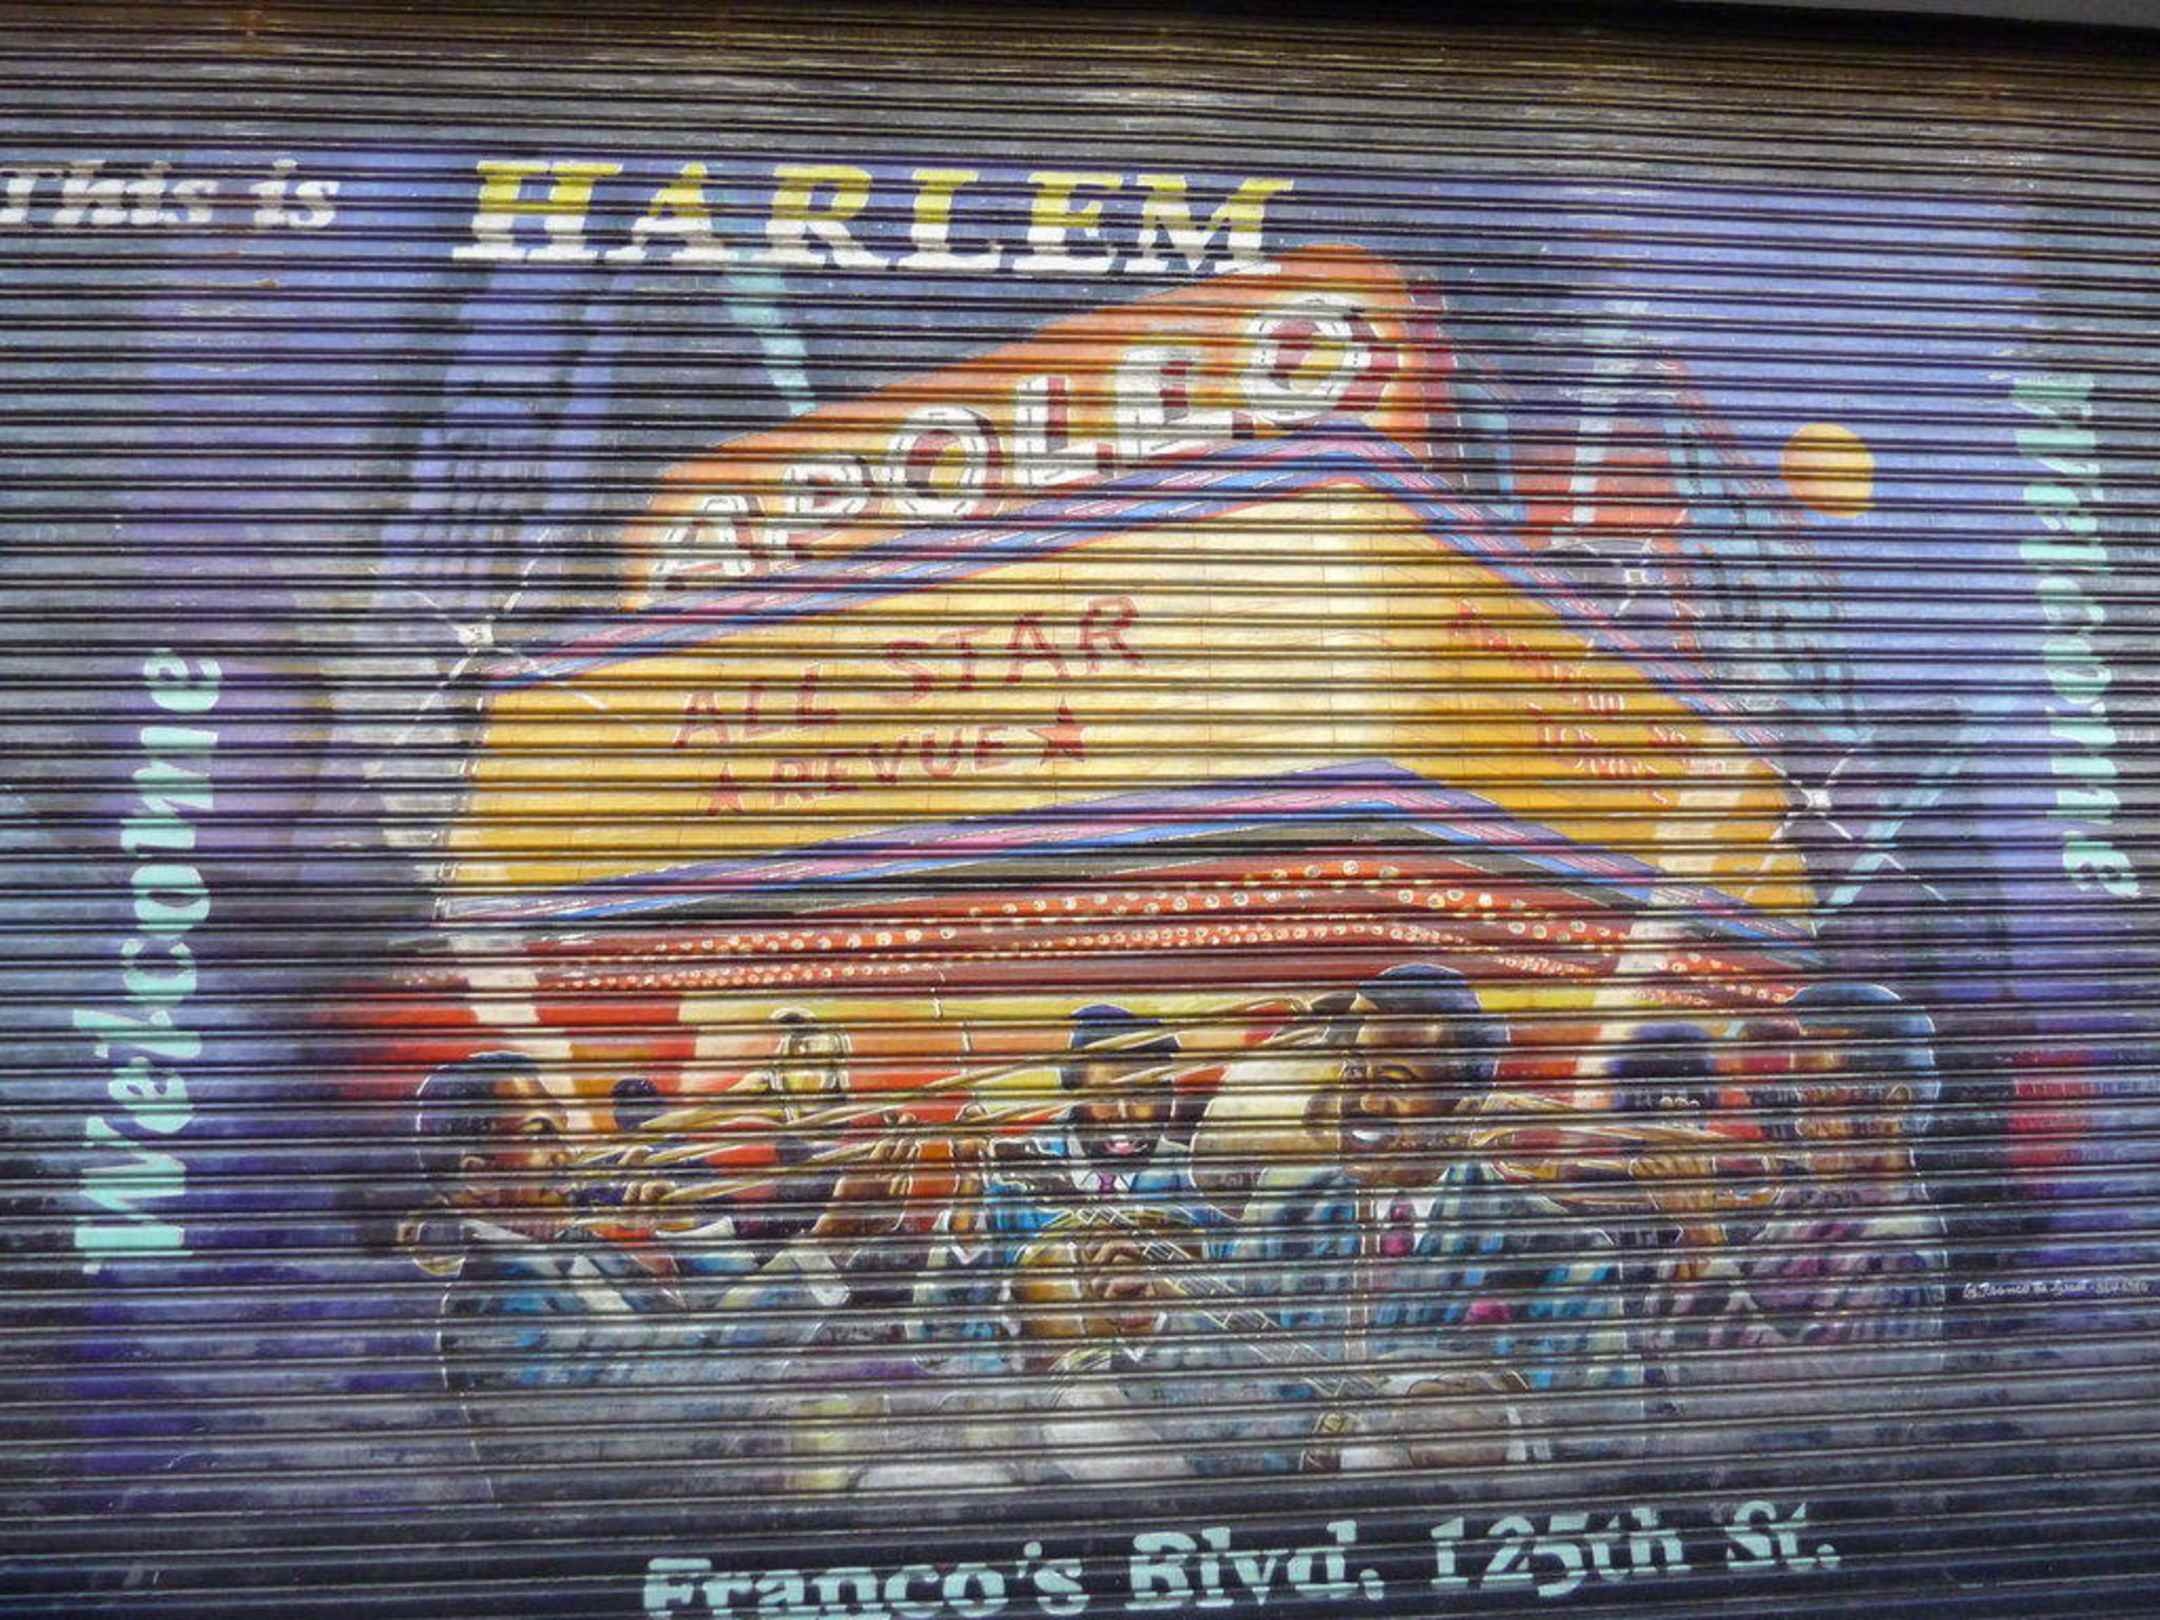 This is HARLEM
APOLLO
ALL STAR
REVUE
Welcome
Welcome
Franco's Blvd. 125th St.